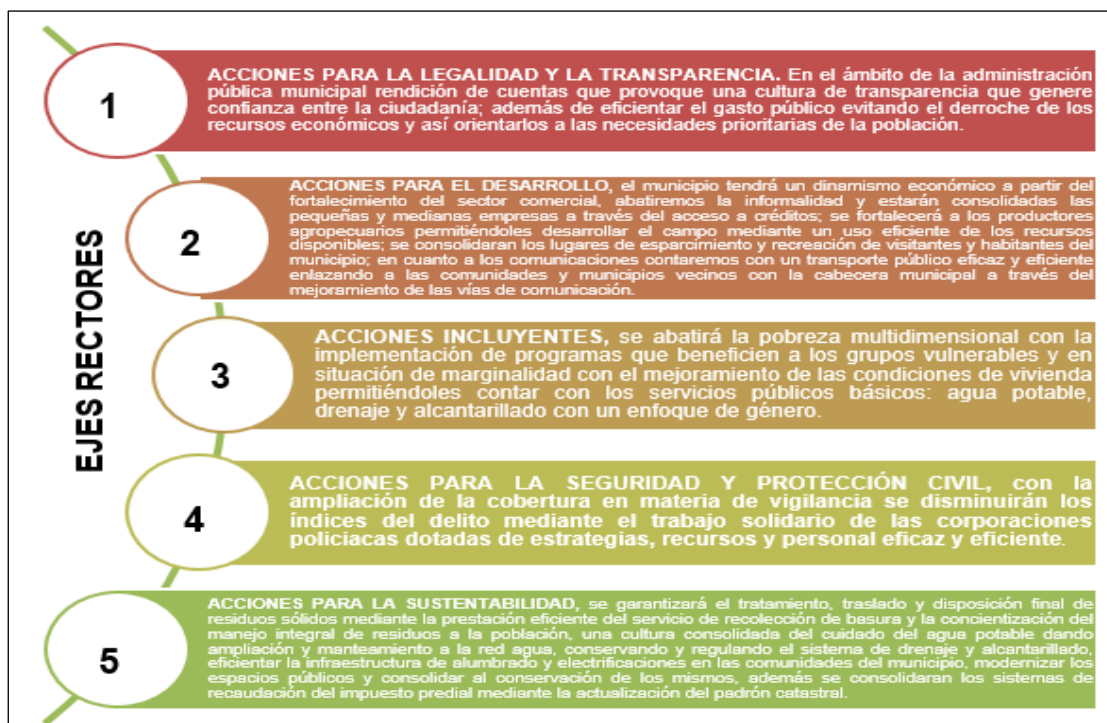 EJES RECTORES
1
ACCIONES PARA LA LEGALIDAD Y LA TRANSPARENCIA. En el ámbito de la administración
pública municipal rendición de cuentas que provoque una cultura de transparencia que genere
confianza entre la ciudadanía; además de eficientar el gasto público evitando el derroche de los
recursos económicos y así orientarlos a las necesidades prioritarias de la población.
2
ACCIONES PARA EL DESARROLLO, el municipio tendrá un dinamismo económico a partir del
fortalecimiento del sector comercial, abatiremos la informalidad y estarán consolidadas las
pequeñas y medianas empresas a través del acceso a créditos; se fortalecerá a los productores
agropecuarios permitiéndoles desarrollar el campo mediante un uso eficiente de los recursos
disponibles; se consolidaran los lugares de esparcimiento y recreación de visitantes y habitantes del
municipio; en cuanto a los comunicaciones contaremos con un transporte público eficaz y eficiente
enlazando a las comunidades y municipios vecinos con la cabecera municipal a través del
mejoramiento de las vías de comunicación.
3
ACCIONES INCLUYENTES, se abatirá la pobreza multidimensional con la
implementación de programas que beneficien a los grupos vulnerables y en
situación de marginalidad con el mejoramiento de las condiciones de vivienda
permitiéndoles contar con los servicios públicos básicos: agua potable,
drenaje y alcantarillado con un enfoque de género.
4
ACCIONES PARA LA SEGURIDAD Y PROTECCIÓN CIVIL, con la
ampliación de la cobertura en materia de vigilancia se disminuirán los
índices del delito mediante el trabajo solidario de las corporaciones
policiacas dotadas de estrategias, recursos y personal eficaz y eficiente.
5
ACCIONES PARA LA SUSTENTABILIDAD, se garantizará el tratamiento, traslado y disposición final de
residuos sólidos mediante la prestación eficiente del servicio de recolección de basura y la concientización del
manejo integral de residuos a la población, una cultura consolidada del cuidado del agua potable dando
ampliación y manteamiento a la red agua, conservando y regulando el sistema de drenaje y alcantarillado,
eficientar la infraestructura de alumbrado y electrificaciones en las comunidades del municipio, modernizar los
espacios públicos y consolidar al conservación de los mismos, además se consolidaran los sistemas de
recaudación del impuesto predial mediante la actualización del padrón catastral.